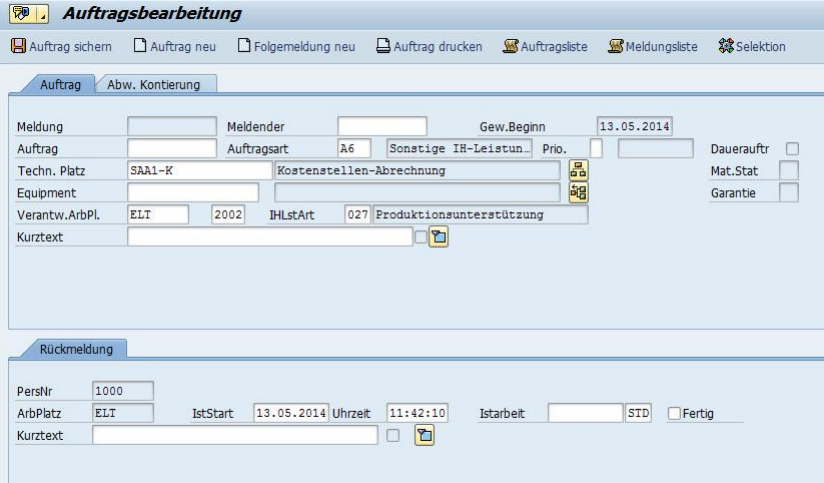 Auftragsbearbeitung
Auftrag sichern Auftrag neu Folgemeldung neu Auftrag drucken Auftragsliste Meldungsliste Selektion
Auftrag Abw. Kontierung
Meldung Meldender Gew.Beginn 13.05.2014
Auftrag Auftragsart A6 Sonstige IH-Leistun… Prio. Dauerauftr
Techn. Platz SAA1-K Kostenstellen-Abrechnung Mat.Stat
Equipment Garantie
Verantw.ArbPl. ELT 2002 IHLstArt 027 Produktionsunterstützung
Kurztext
Rückmeldung
PersNr 1000
ArbPlatz ELT IstStart 13.05.2014 Uhrzeit 11:42:10 Istarbeit STD Fertig
Kurztext